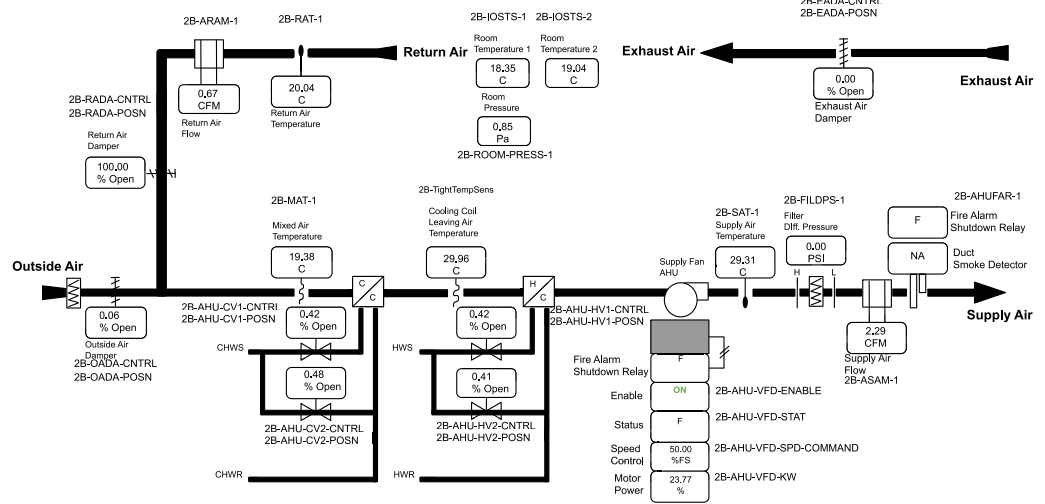 2B-EADA-CNTRL
2B-EADA-POSN
2B-ARAM-1
2B-RAT-1
2B-IOSTS-1
2B-IOSTS-2
Return Air
Room
Temperature 1
18.35
C
Room
Temperature 2
19.04
C
Exhaust Air
Exhaust Air
0.00
% Open
Exhaust Air
Damper
0.67
CFM
Return Air
Flow
20.04
C
Return Air
Temperature
Room
Pressure
0.85
Pa
2B-ROOM-PRESS-1
2B-RADA-CNTRL
2B-RADA-POSN
Return Air
Damper
100.00
% Open
2B-MAT-1
Mixed Air
Temperature
19.38
C
2B-TightTempSens
Cooling Coil
Leaving Air
Temperature
29.96
C
2B-SAT-1
Supply Air
Temperature
29.31
C
2B-FILDPS-1
Filter
DIff. Pressure
0.00
PSI
H
L
2B-AHUFAR-1
F
Fire Alarm
Shutdown Relay
NA
Duct
Smoke Detector
Outside Air
C
C
H
C
Supply Fan
AHU
Supply Air
0.06
% Open
Outside Air
Damper
2B-OADA-CNTRL
2B-OADA-POSN
2B-AHU-CV1-CNTRL
2B-AHU-CV1-POSN
0.42
% Open
CHWS
0.48
% Open
2B-AHU-CV2-CNTRL
2B-AHU-CV2-POSN
CHWR
2B-AHU-HV1-CNTRL
2B-AHU-HV1-POSN
0.42
% Open
HWS
0.41
% Open
2B-AHU-HV2-CNTRL
2B-AHU-HV2-POSN
HWR
2.29
CFM
Supply Air
Flow
2B-ASAM-1
Fire Alarm
Shutdown Relay
F
Enable
ON
2B-AHU-VFD-ENABLE
Status
F
2B-AHU-VFD-STAT
Speed
Control
50.00
%FS
2B-AHU-VFD-SPD-COMMAND
Motor
Power
23.77
%
2B-AHU-VFD-KW